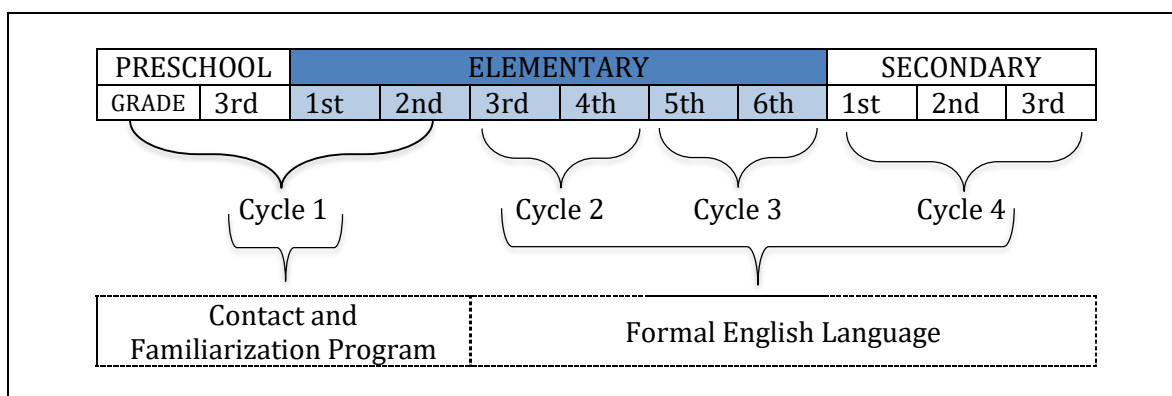 PRESCHOOL ELEMENTARY SECONDARY
GRADE 3rd 1st 2nd 3rd 4th 5th 6th 1st 2nd 3rd
Cycle 1 Cycle 2 Cycle 3 Cycle 4
Contact and
Familiarization Program
Formal English Language